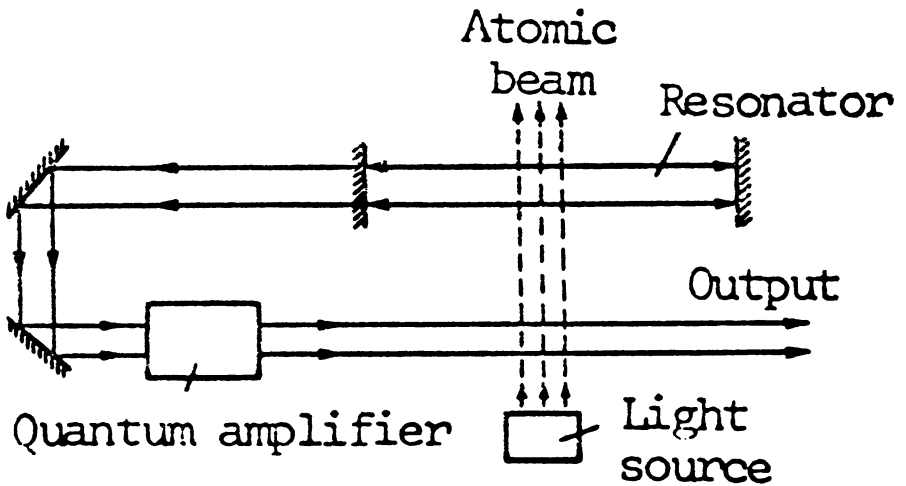 Atomic
beam
Resonator
Output
Quantum amplifier
Light
source